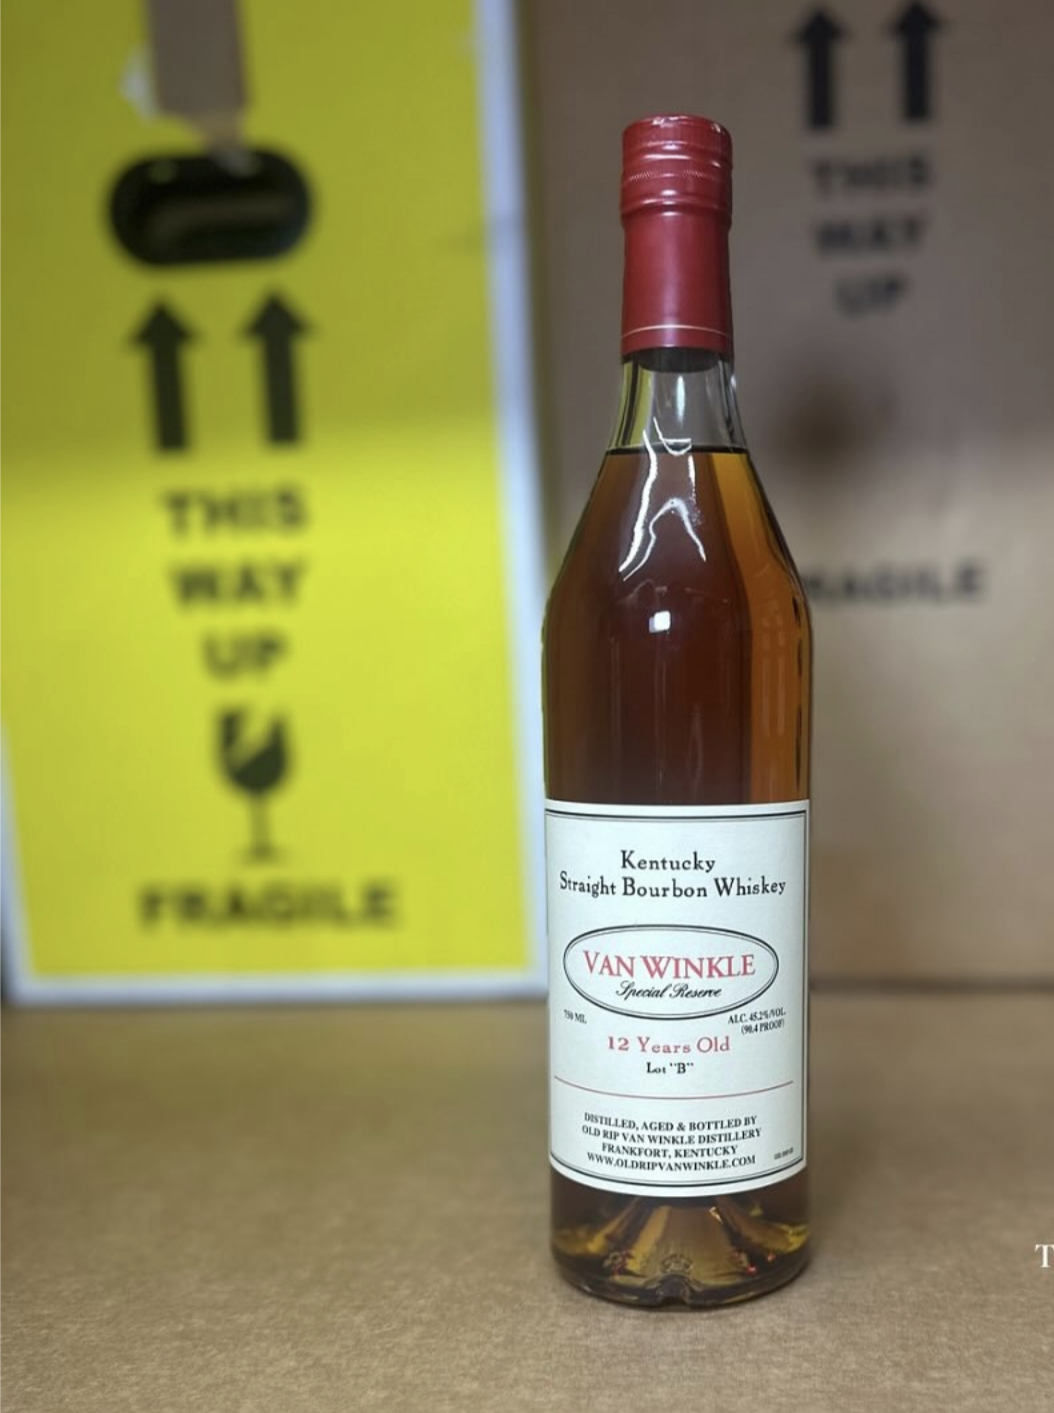 THIS
WAY
UP
FRAGILE
THIS
WAY
UP
Kentucky
Straight Bourbon Whiskey
VAN WINKLE
Special Reserve
750 ML
ALC. 45.2%/VOL.
(90.4 PROOF)
12 Years Old
Lot "B"
DISTILLED, AGED & BOTTLED BY
OLD RIP VAN WINKLE DISTILLERY
FRANKFORT, KENTUCKY
WWW.OLDRIPVANWINKLE.COM
T